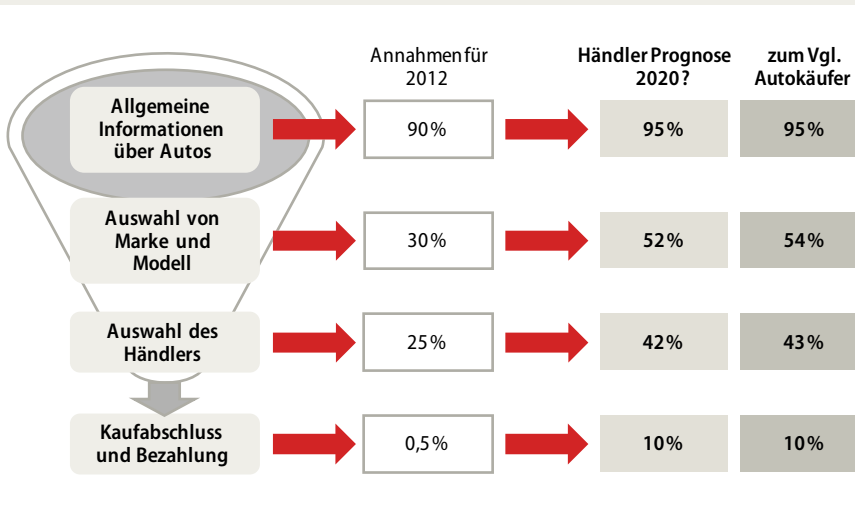 Annahmen für
2012
Händler Prognose
2020?
zum Vgl.
Autokäufer
Allgemeine
Informationen
über Autos
90%
95%
95%
Auswahl von
Marke und
Modell
30%
52%
54%
Auswahl des
Händlers
25%
42%
43%
Kaufabschluss
und Bezahlung
0,5%
10%
10%